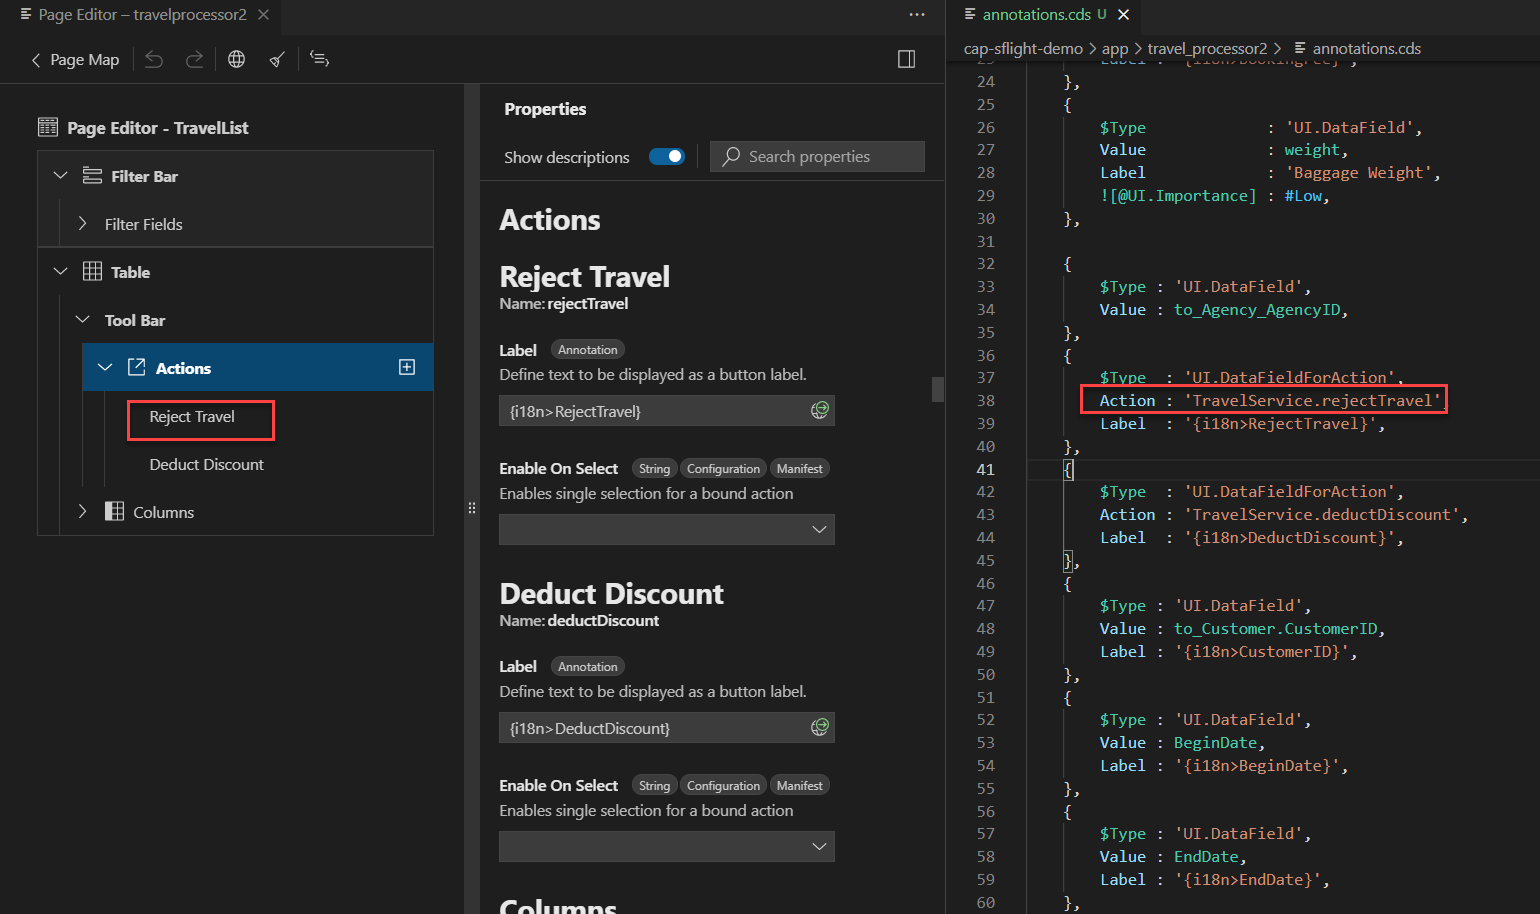 Page Editor – travelprocessor2
Page Map
Page Editor - TravelList
Filter Bar
Filter Fields
Table
Tool Bar
Actions
Reject Travel
Deduct Discount
Columns
Properties
Show descriptions
Search properties
Actions
Reject Travel
Name: rejectTravel
Label Annotation
Define text to be displayed as a button label.
{i18n>RejectTravel}
Enable On Select String Configuration Manifest
Enables single selection for a bound action
Deduct Discount
Name: deductDiscount
Label Annotation
Define text to be displayed as a button label.
{i18n>DeductDiscount}
Enable On Select String Configuration Manifest
Enables single selection for a bound action
Columns
annotations.cds U
cap-sflight-demo > app > travel_processor2 > annotations.cds
23 Label : '{i18n>BookingFee}',
24 },
25 {
26 $Type : 'UI.DataField',
27 Value : weight,
28 Label : 'Baggage Weight',
29 ![@UI.Importance] : #Low,
30 },
31
32 {
33 $Type : 'UI.DataField',
34 Value : to_Agency_AgencyID,
35 },
36 {
37 $Type : 'UI.DataFieldForAction',
38 Action : 'TravelService.rejectTravel',
39 Label : '{i18n>RejectTravel}',
40 },
41 {
42 $Type : 'UI.DataFieldForAction',
43 Action : 'TravelService.deductDiscount',
44 Label : '{i18n>DeductDiscount}',
45 },
46 {
47 $Type : 'UI.DataField',
48 Value : to_Customer.CustomerID,
49 Label : '{i18n>CustomerID}',
50 },
51 {
52 $Type : 'UI.DataField',
53 Value : BeginDate,
54 Label : '{i18n>BeginDate}',
55 },
56 {
57 $Type : 'UI.DataField',
58 Value : EndDate,
59 Label : '{i18n>EndDate}',
60 },